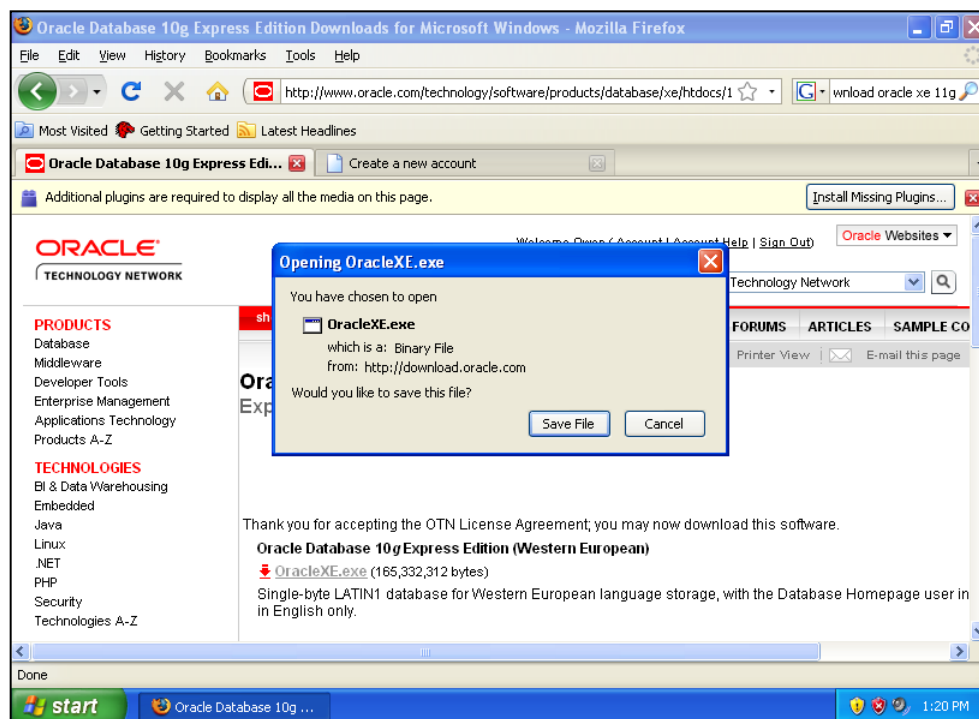 Oracle Database 10g Express Edition Downloads for Microsoft Windows - Mozilla Firefox
File Edit View History Bookmarks Tools Help
http://www.oracle.com/technology/software/products/database/xe/htdocs/1 G wnload oracle xe 11g
Most Visited Getting Started Latest Headlines
Oracle Database 10g Express Edi... Create a new account
Additional plugins are required to display all the media on this page. Install Missing Plugins...
ORACLE
TECHNOLOGY NETWORK
Welcome Owen ( Account | Account Help | Sign Out) Oracle Websites
Technology Network
Opening OracleXE.exe
You have chosen to open
OracleXE.exe
which is a: Binary File
from: http://download.oracle.com
Would you like to save this file?
Save File Cancel
sh
FORUMS ARTICLES SAMPLE CO
Printer View E-mail this page
Ora
Exp
PRODUCTS
Database
Middleware
Developer Tools
Enterprise Management
Applications Technology
Products A-Z
TECHNOLOGIES
BI & Data Warehousing
Embedded
Java
Linux
.NET
PHP
Security
Technologies A-Z
Thank you for accepting the OTN License Agreement; you may now download this software.
Oracle Database 10g Express Edition (Western European)
OracleXE.exe (165,332,312 bytes)
Single-byte LATIN1 database for Western European language storage, with the Database Homepage user in
in English only.
Done
start Oracle Database 10g ... 1:20 PM